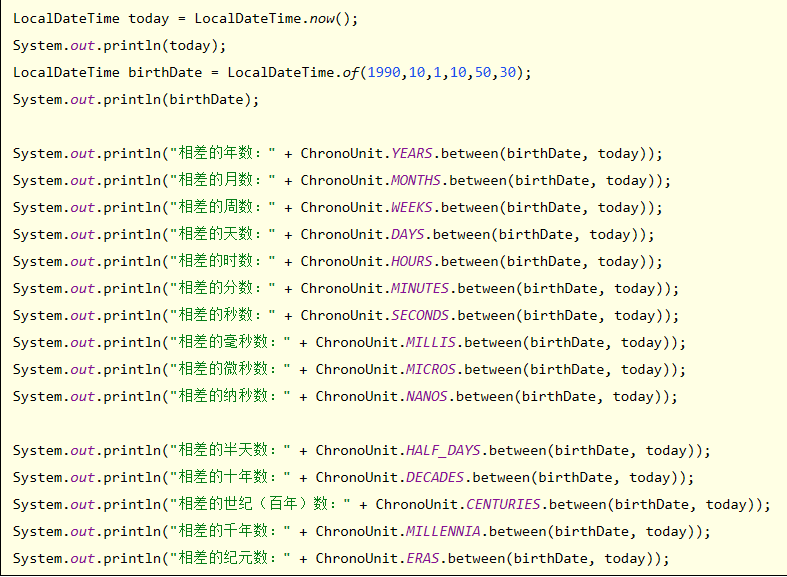 LocalDateTime today = LocalDateTime.now();
System.out.println(today);
LocalDateTime birthDate = LocalDateTime.of(1990,10,1,10,50,30);
System.out.println(birthDate);
System.out.println("相差的年数：" + ChronoUnit.YEARS.between(birthDate, today));
System.out.println("相差的月数：" + ChronoUnit.MONTHS.between(birthDate, today));
System.out.println("相差的周数：" + ChronoUnit.WEEKS.between(birthDate, today));
System.out.println("相差的天数：" + ChronoUnit.DAYS.between(birthDate, today));
System.out.println("相差的时数：" + ChronoUnit.HOURS.between(birthDate, today));
System.out.println("相差的分数：" + ChronoUnit.MINUTES.between(birthDate, today));
System.out.println("相差的秒数：" + ChronoUnit.SECONDS.between(birthDate, today));
System.out.println("相差的毫秒数：" + ChronoUnit.MILLIS.between(birthDate, today));
System.out.println("相差的微秒数：" + ChronoUnit.MICROS.between(birthDate, today));
System.out.println("相差的纳秒数：" + ChronoUnit.NANOS.between(birthDate, today));
System.out.println("相差的半天数：" + ChronoUnit.HALF_DAYS.between(birthDate, today));
System.out.println("相差的十年数：" + ChronoUnit.DECADES.between(birthDate, today));
System.out.println("相差的世纪（百年）数：" + ChronoUnit.CENTURIES.between(birthDate, today));
System.out.println("相差的千年数：" + ChronoUnit.MILLENNIA.between(birthDate, today));
System.out.println("相差的纪元数：" + ChronoUnit.ERAS.between(birthDate, today));